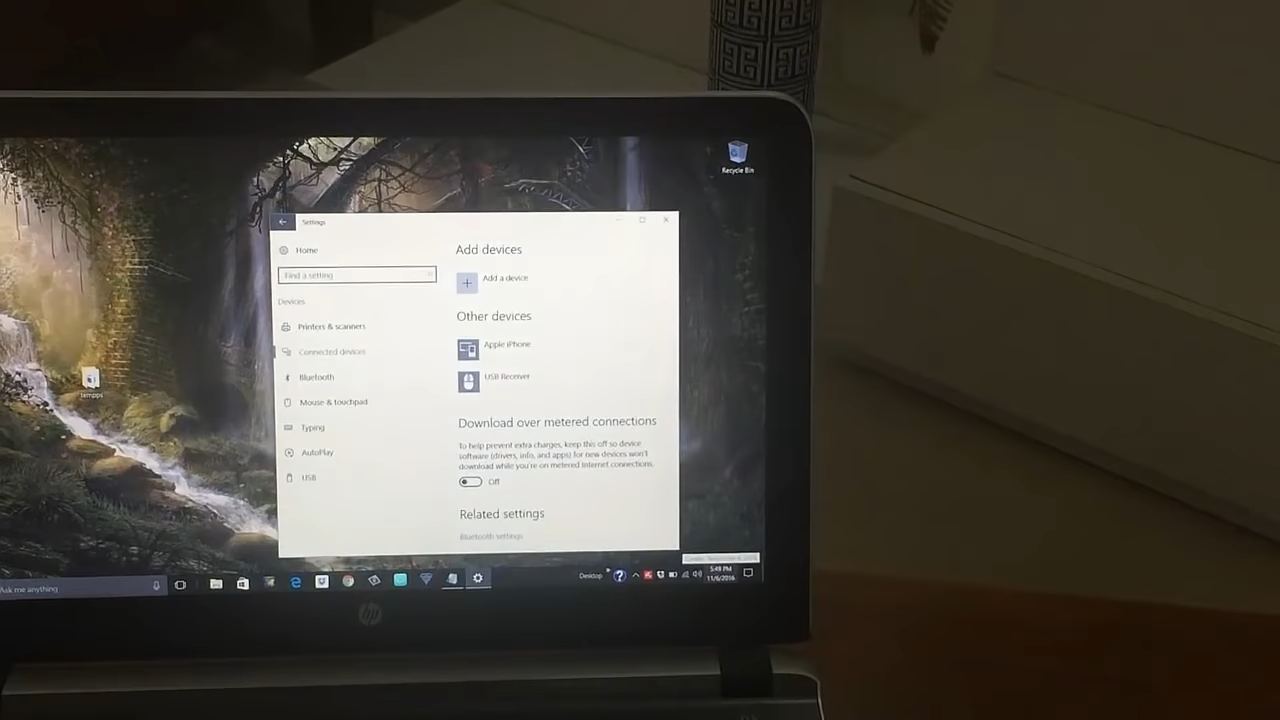 Recycle Bin
Settings
Home
Find a setting
Devices
Printers & scanners
Connected devices
Bluetooth
Mouse & touchpad
Typing
AutoPlay
USB
Add devices
Add a device
Other devices
Apple iPhone
USB Receiver
Download over metered connections
To help prevent extra charges, keep this off so device
software (drivers, info, and apps) for new devices won't
download while you're on metered Internet connections.
Off
Related settings
Bluetooth settings
Ask me anything
Desktop
5:49 PM
11/6/2016
hp